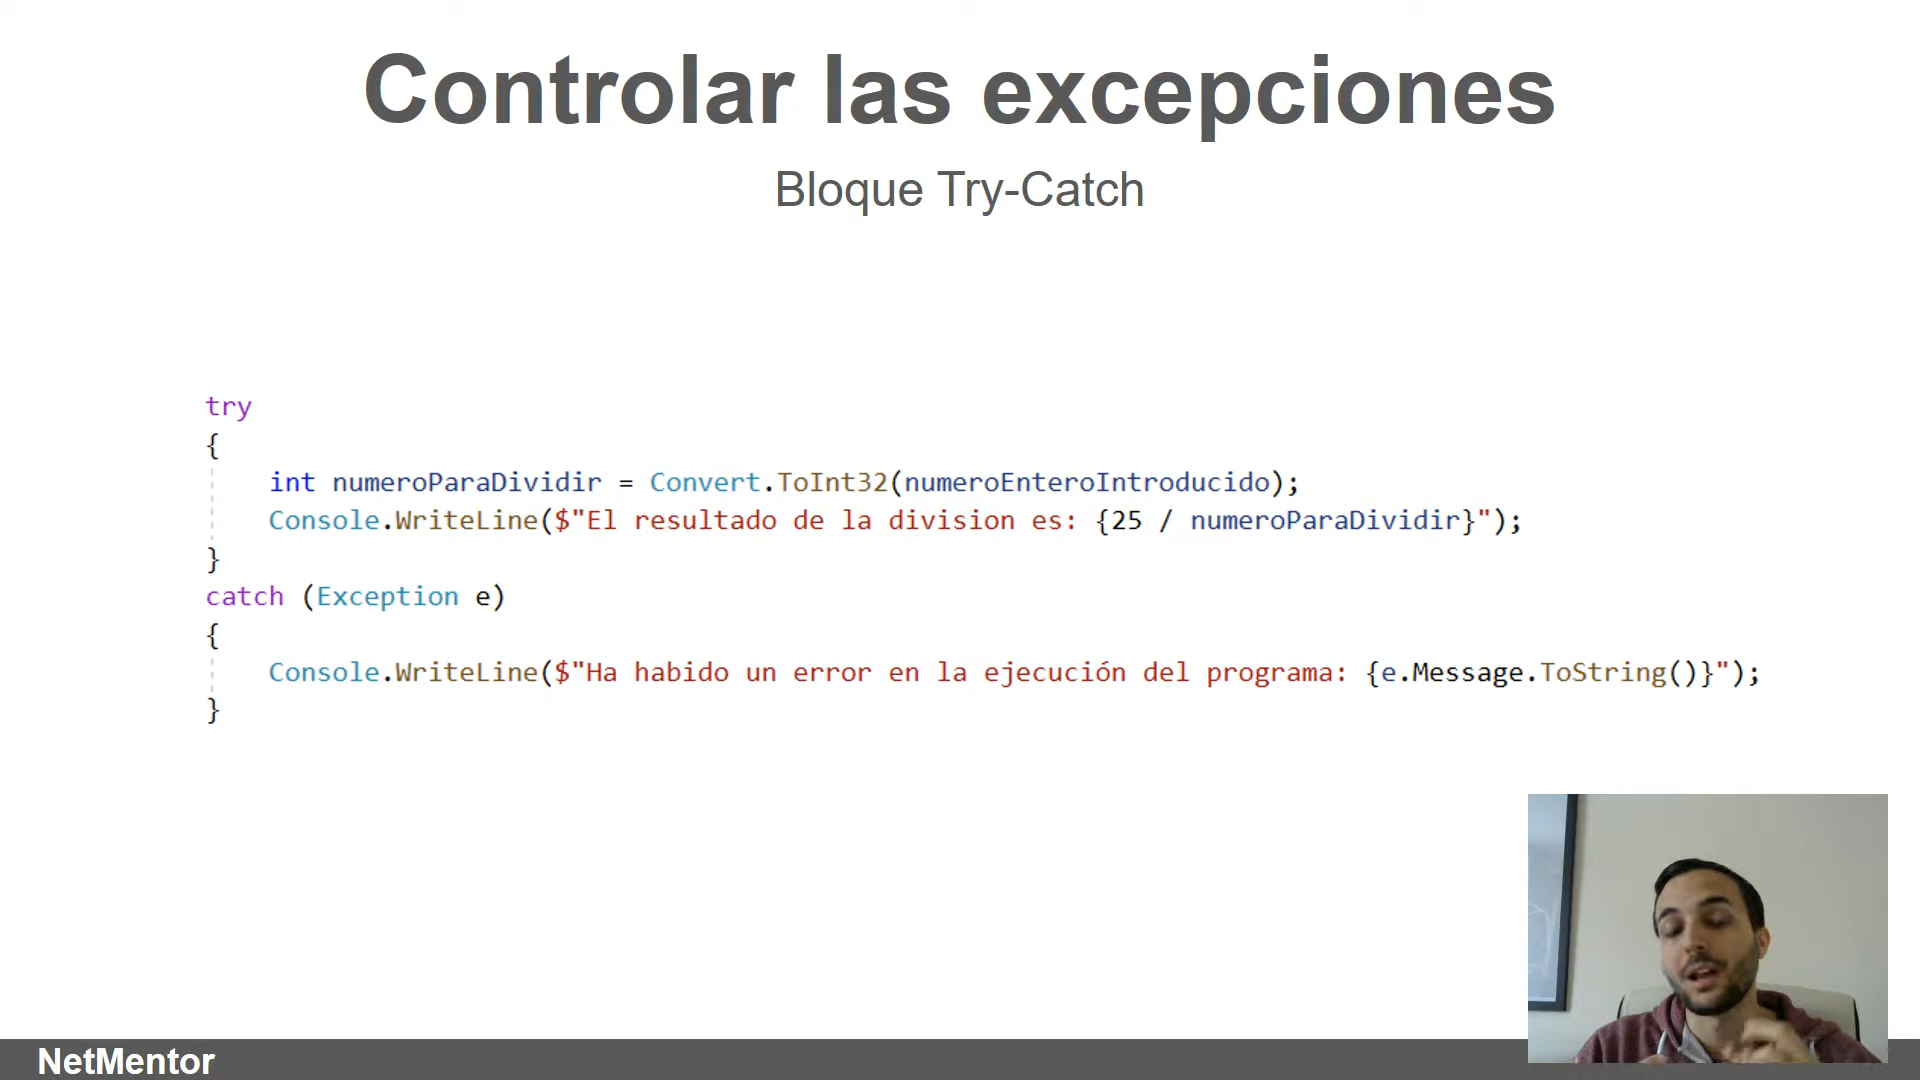 Controlar las excepciones
Bloque Try-Catch
try
{
int numeroParaDividir = Convert.ToInt32(numeroEnteroIntroducido);
Console.WriteLine($"El resultado de la division es: {25 / numeroParaDividir}");
}
catch (Exception e)
{
Console.WriteLine($"Ha habido un error en la ejecución del programa: {e.Message.ToString()}");
}
NetMentor